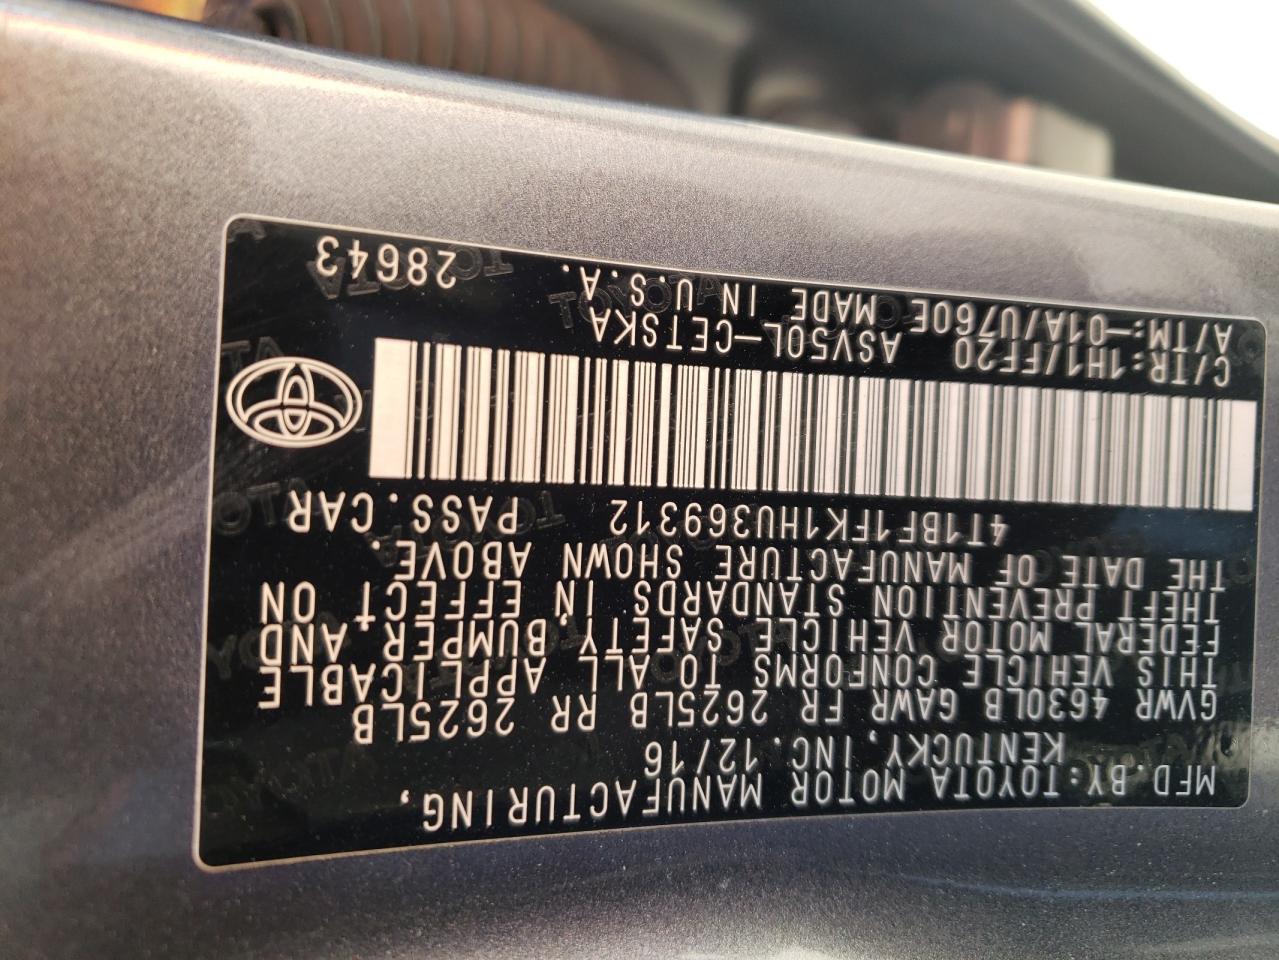 MFD. BY: TOYOTA MOTOR MANUFACTURING,
KENTUCKY, INC. 12/16
GVWR 4630LB GAWR FR 2625LB RR 2625LB
THIS VEHICLE CONFORMS TO ALL APPLICABLE
FEDERAL MOTOR VEHICLE SAFETY, BUMPER, AND
THEFT PREVENTION STANDARDS IN EFFECT ON
THE DATE OF MANUFACTURE SHOWN ABOVE.
4T1BF1FK1HU369312 PASS. CAR
C/TR: 1H1/FF20 ASV50L-CETSKA
A/TM: -01A/U760E MADE IN U.S.A. 28643